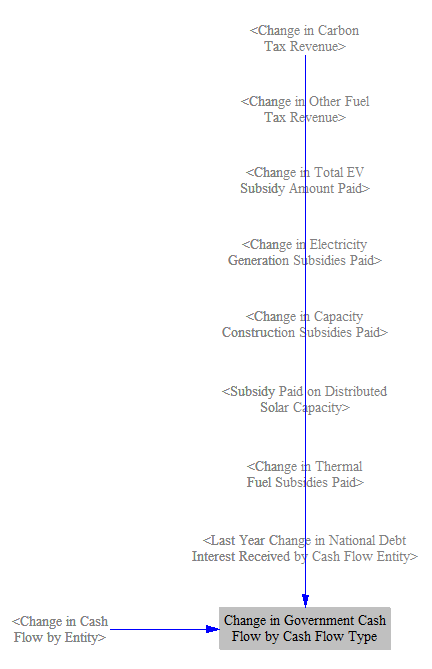 <Change in Carbon
Tax Revenue>
<Change in Other Fuel
Tax Revenue>
<Change in Total EV
Subsidy Amount Paid>
<Change in Electricity
Generation Subsidies Paid>
<Change in Capacity
Construction Subsidies Paid>
<Subsidy Paid on Distributed
Solar Capacity>
<Change in Thermal
Fuel Subsidies Paid>
<Last Year Change in National Debt
Interest Received by Cash Flow Entity>
<Change in Cash
Flow by Entity>
Change in Government Cash
Flow by Cash Flow Type